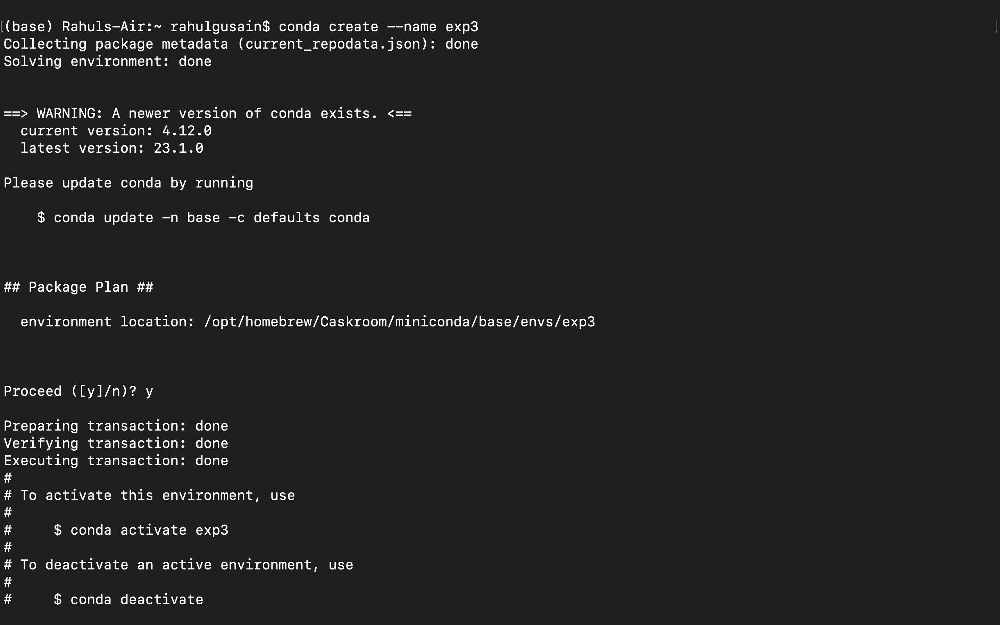 (base) Rahuls-Air:~ rahulgusain$ conda create --name exp3
Collecting package metadata (current_repodata.json): done
Solving environment: done
==> WARNING: A newer version of conda exists. <==
  current version: 4.12.0
  latest version: 23.1.0
Please update conda by running
    $ conda update -n base -c defaults conda
## Package Plan ##
  environment location: /opt/homebrew/Caskroom/miniconda/base/envs/exp3
Proceed ([y]/n)? y
Preparing transaction: done
Verifying transaction: done
Executing transaction: done
#
# To activate this environment, use
#
#     $ conda activate exp3
#
# To deactivate an active environment, use
#
#     $ conda deactivate